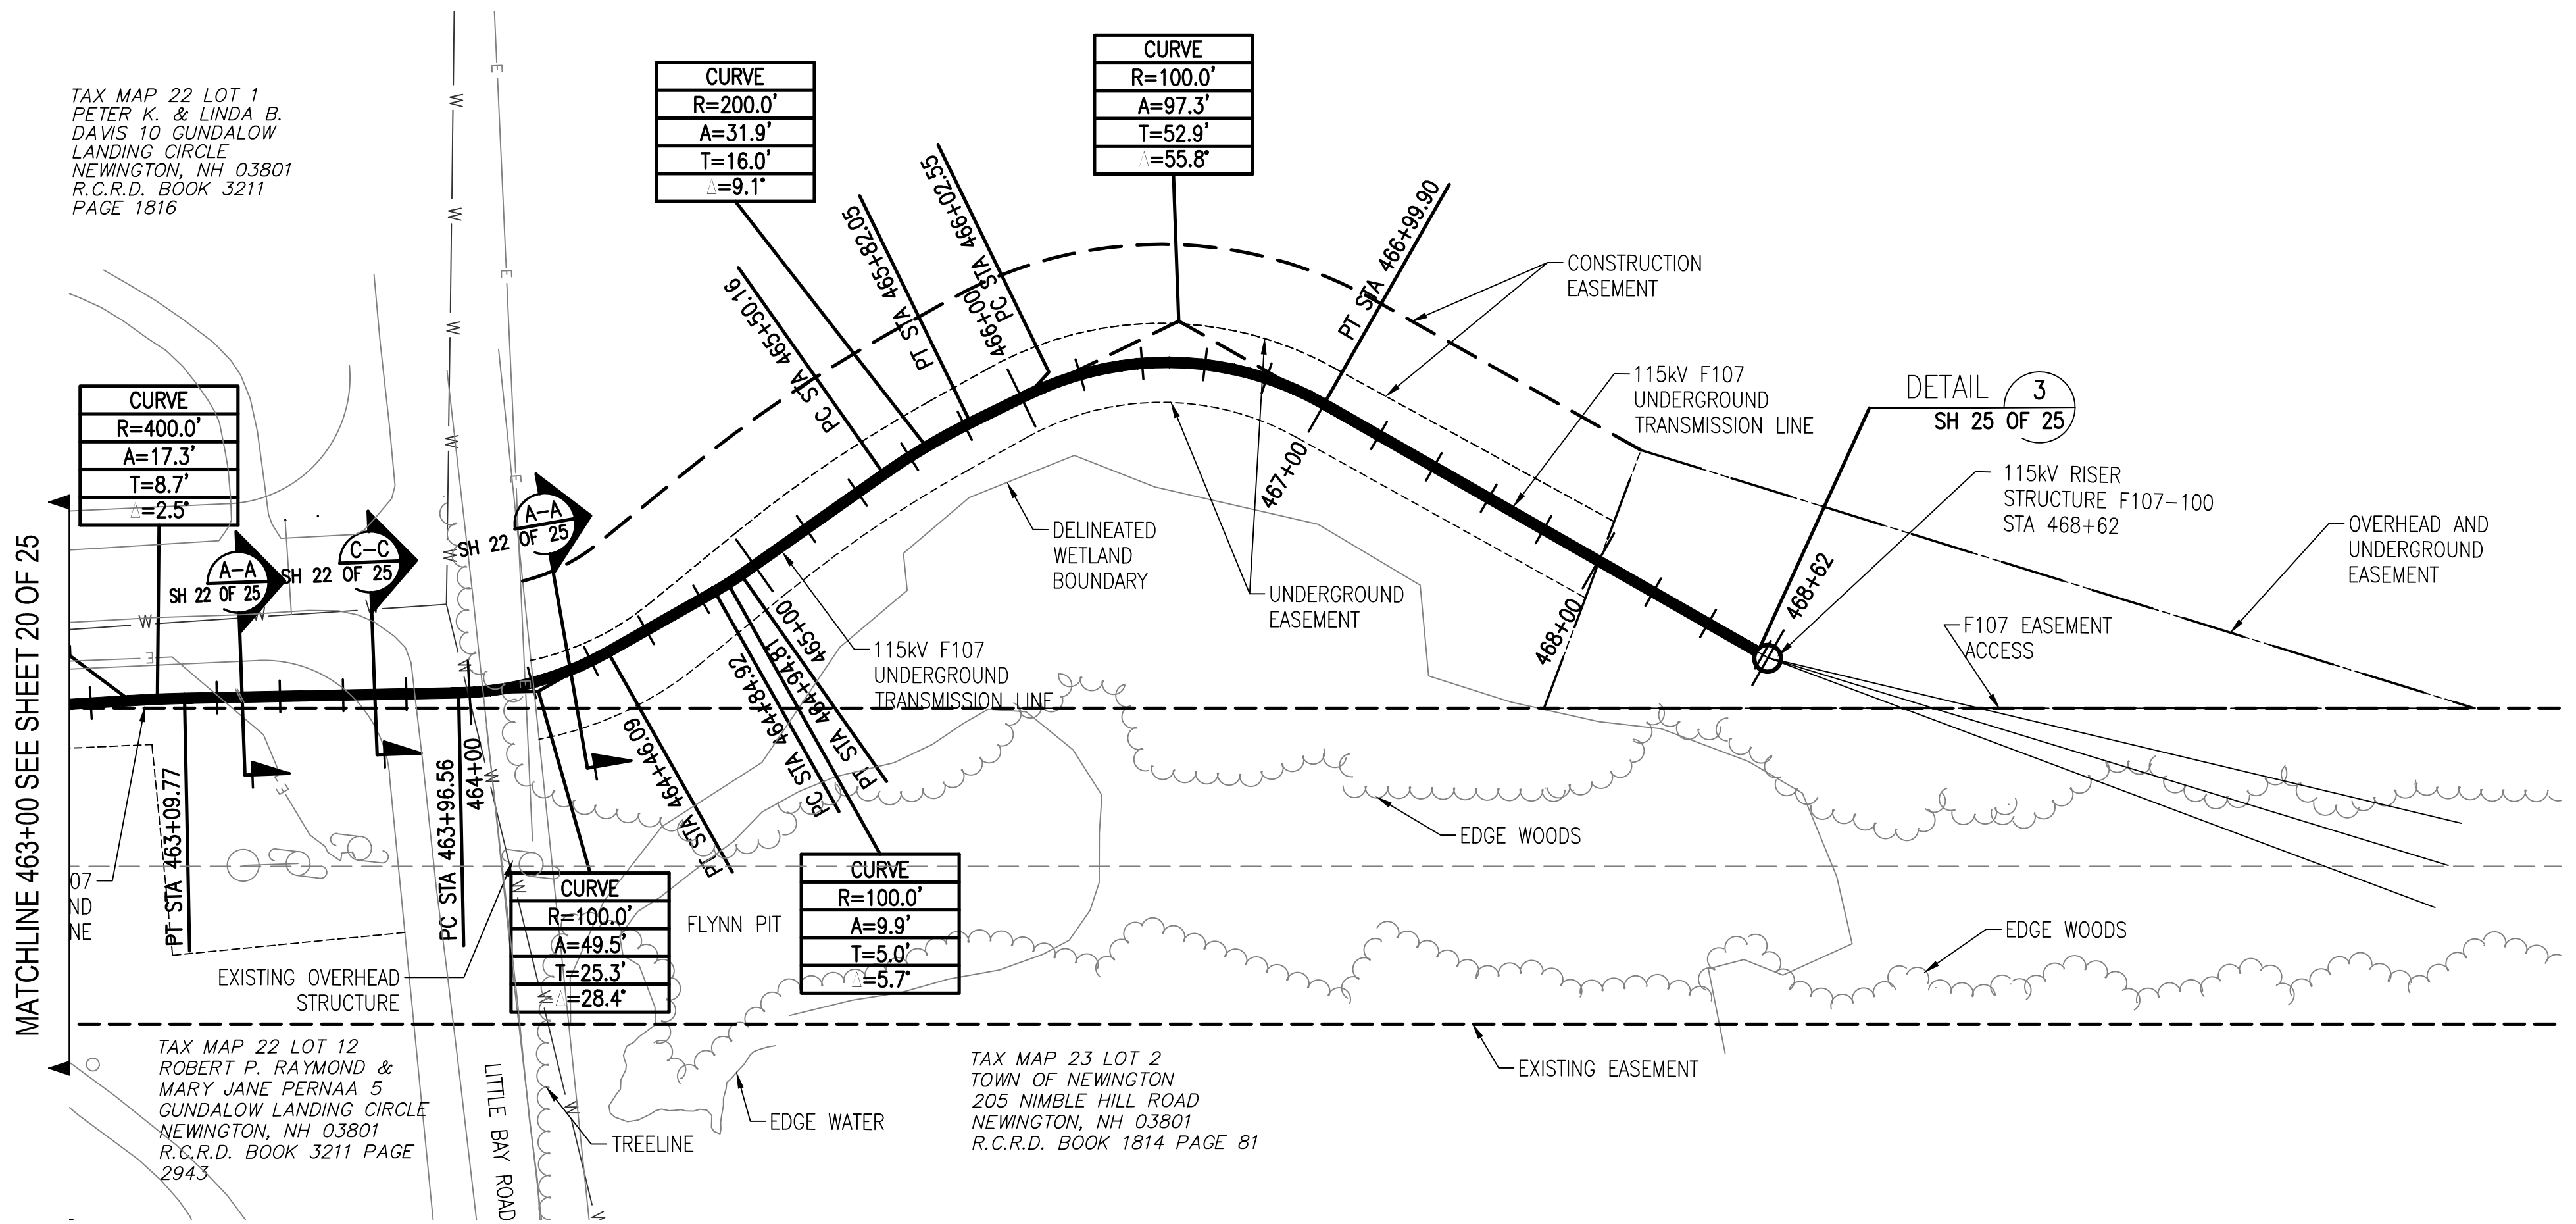 TAX MAP 22 LOT 1
PETER K. & LINDA B.
DAVIS 10 GUNDALOW
LANDING CIRCLE
NEWINGTON, NH 03801
R.C.R.D. BOOK 3211
PAGE 1816
CURVE
R=200.0'
A=31.9'
T=16.0'
Δ=9.1°
CURVE
R=100.0'
A=97.3'
T=52.9'
Δ=55.8°
CURVE
R=400.0'
A=17.3'
T=8.7'
Δ=2.5°
PC STA 465+50.16
PT STA 465+82.05
466+00
PC STA 466+02.55
PT STA 466+99.90
CONSTRUCTION
EASEMENT
115kV F107
UNDERGROUND
TRANSMISSION LINE
DETAIL 3
SH 25 OF 25
115kV RISER
STRUCTURE F107-100
STA 468+62
OVERHEAD AND
UNDERGROUND
EASEMENT
A-A
SH 22 OF 25
C-C
SH 22 OF 25
A-A
SH 22 OF 25
DELINEATED
WETLAND
BOUNDARY
UNDERGROUND
EASEMENT
467+00
468+00
468+62
F107 EASEMENT
ACCESS
115kV F107
UNDERGROUND
TRANSMISSION LINE
MATCHLINE 463+00 SEE SHEET 20 OF 25
PT STA 463+09.77
PC STA 463+96.56
464+00
PT STA 464+46.09
PC STA 464+84.92
PT STA 464+94.81
465+00
EDGE WOODS
07
ND
NE
CURVE
R=100.0'
A=49.5'
T=25.3'
Δ=28.4°
FLYNN PIT
CURVE
R=100.0'
A=9.9'
T=5.0'
Δ=5.7°
EDGE WOODS
EXISTING OVERHEAD
STRUCTURE
EXISTING EASEMENT
TAX MAP 22 LOT 12
ROBERT P. RAYMOND &
MARY JANE PERNAA 5
GUNDALOW LANDING CIRCLE
NEWINGTON, NH 03801
R.C.R.D. BOOK 3211 PAGE
2943
LITTLE BAY ROAD
TREELINE
EDGE WATER
TAX MAP 23 LOT 2
TOWN OF NEWINGTON
205 NIMBLE HILL ROAD
NEWINGTON, NH 03801
R.C.R.D. BOOK 1814 PAGE 81
W
W
W
W
W
W
W
W
W
W
W
W
W
E
E
E
E
E
E